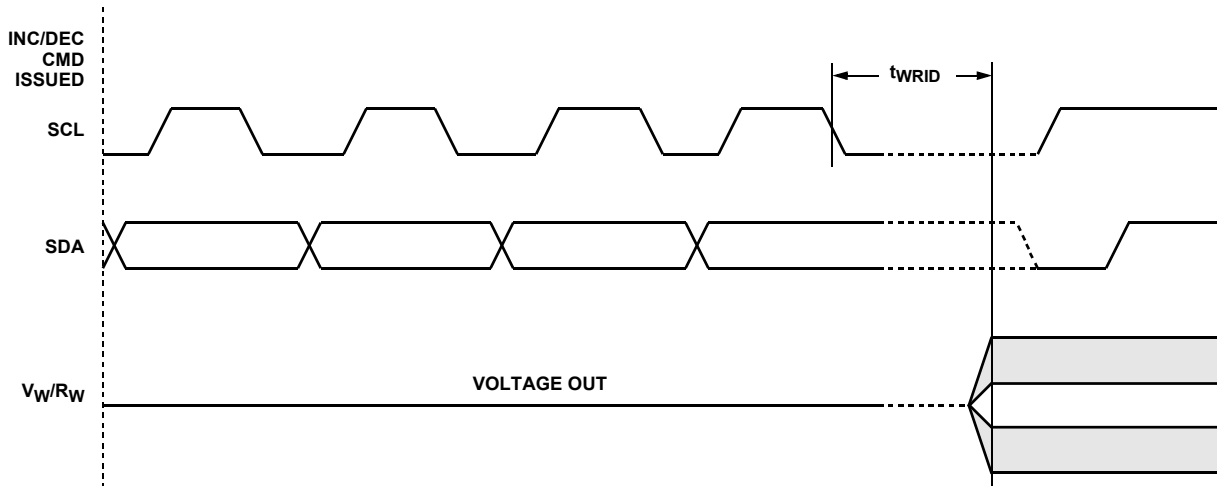 INC/DEC
CMD
ISSUED
tWRID
SCL
SDA
VOLTAGE OUT
VW/RW